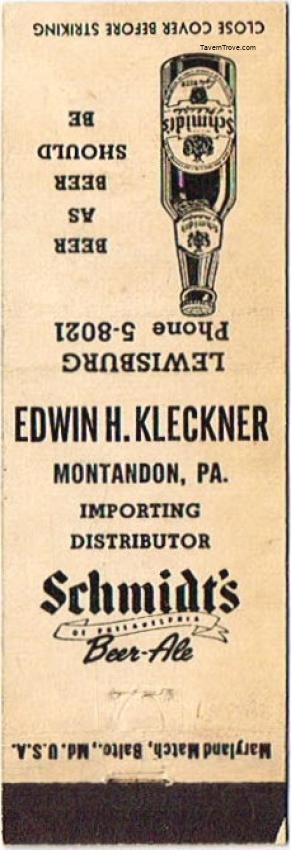 TavernTrove.com
CLOSE COVER BEFORE STRIKING
BEER
AS
BEER
SHOULD
BE
Schmidt's
LEWISBURG
Phone 5-8021
EDWIN H. KLECKNER
MONTANDON, PA.
IMPORTING
DISTRIBUTOR
Schmidt's
OF PHILADELPHIA
Beer-Ale
Maryland Match, Balto., Md. U.S.A.